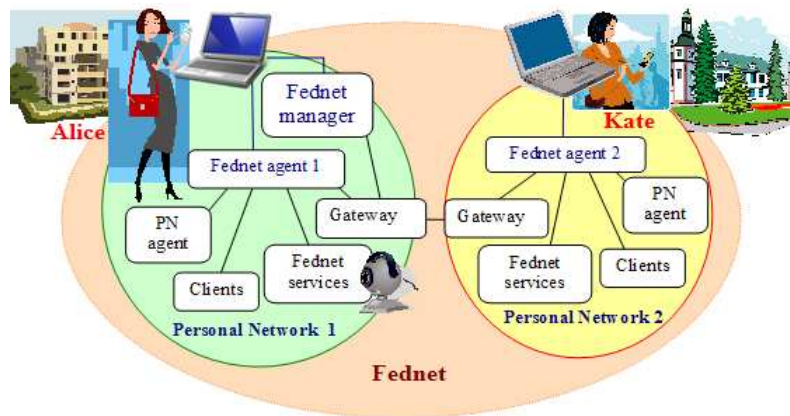 Alice
Kate
Fednet
manager
Fednet agent 1
PN
agent
Gateway
Clients
Fednet
services
Personal Network 1
Fednet agent 2
PN
agent
Gateway
Fednet
services
Clients
Personal Network 2
Fednet